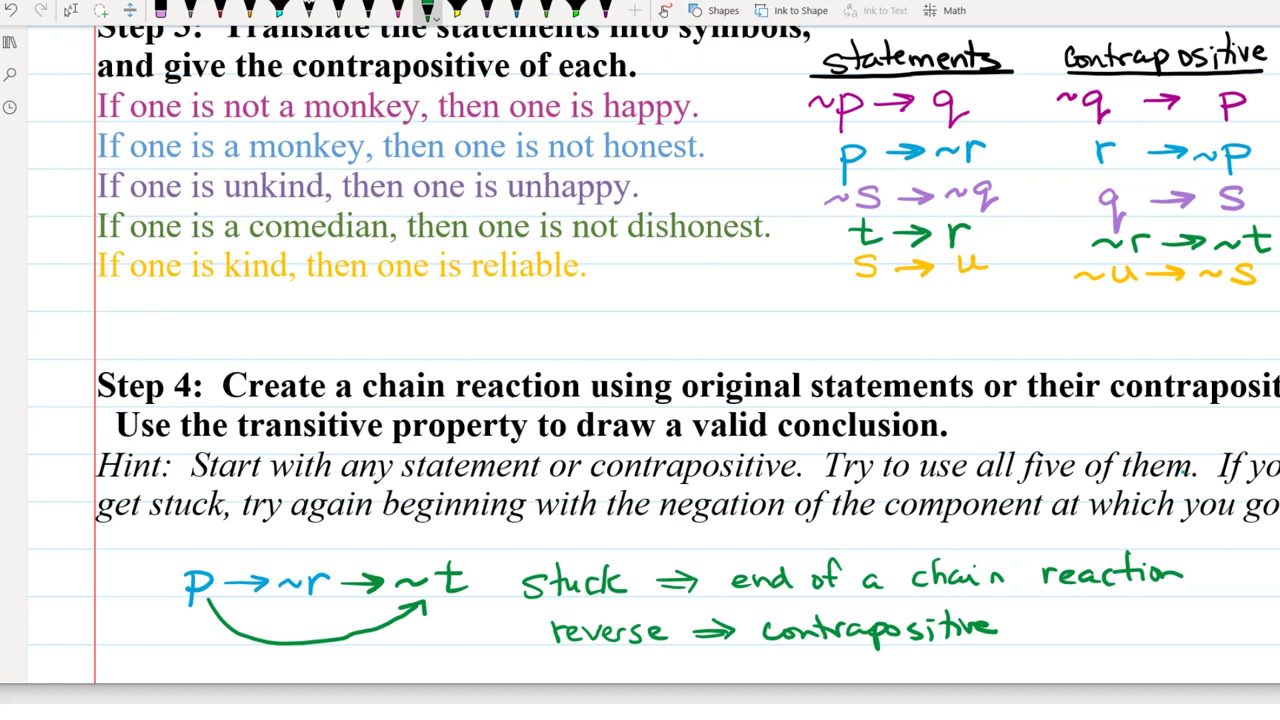 Shapes Ink to Shape Ink to Text Math
Step 3: Translate the statements into symbols,
and give the contrapositive of each.
statements contrapositive
If one is not a monkey, then one is happy. ~p → q ~q → p
If one is a monkey, then one is not honest. p → ~r r → ~p
If one is unkind, then one is unhappy. ~s → ~q q → s
If one is a comedian, then one is not dishonest. t → r ~r → ~t
If one is kind, then one is reliable. s → u ~u → ~s
Step 4: Create a chain reaction using original statements or their contraposit
Use the transitive property to draw a valid conclusion.
Hint: Start with any statement or contrapositive. Try to use all five of them. If yo
get stuck, try again beginning with the negation of the component at which you go
p → ~r → ~t stuck ⇒ end of a chain reaction
reverse ⇒ contrapositive